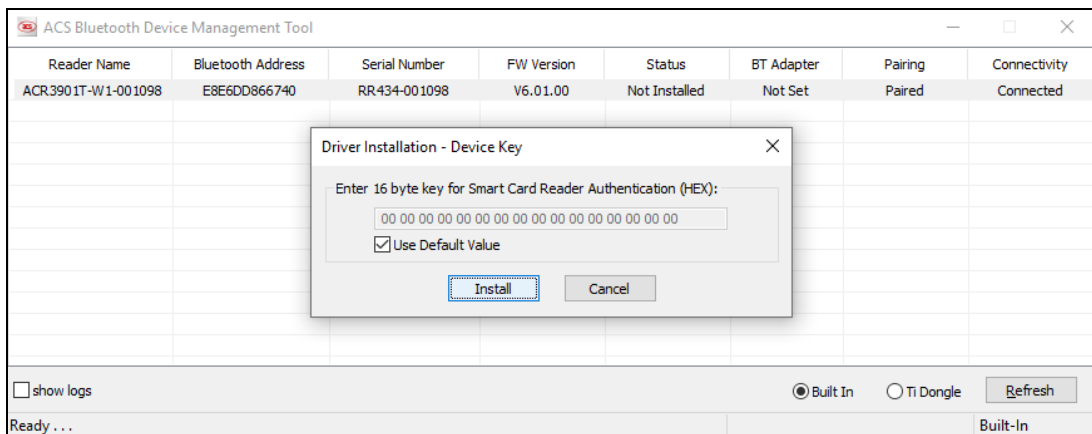 ACS Bluetooth Device Management Tool
Reader Name Bluetooth Address Serial Number FW Version Status BT Adapter Pairing Connectivity
ACR3901T-W1-001098 E8E6DD866740 RR434-001098 V6.01.00 Not Installed Not Set Paired Connected
Driver Installation - Device Key
Enter 16 byte key for Smart Card Reader Authentication (HEX):
00 00 00 00 00 00 00 00 00 00 00 00 00 00 00 00
Use Default Value
Install Cancel
show logs Built In Ti Dongle Refresh
Ready . . . Built-In